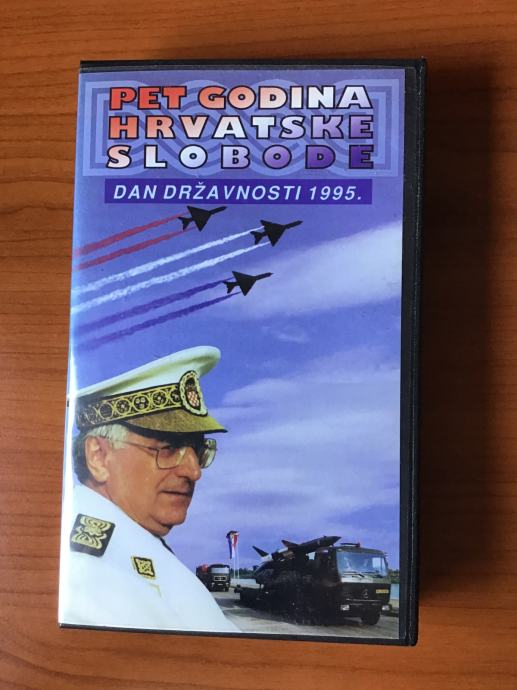 PET GODINA
HRVATSKE
SLOBODE
DAN DRŽAVNOSTI 1995.